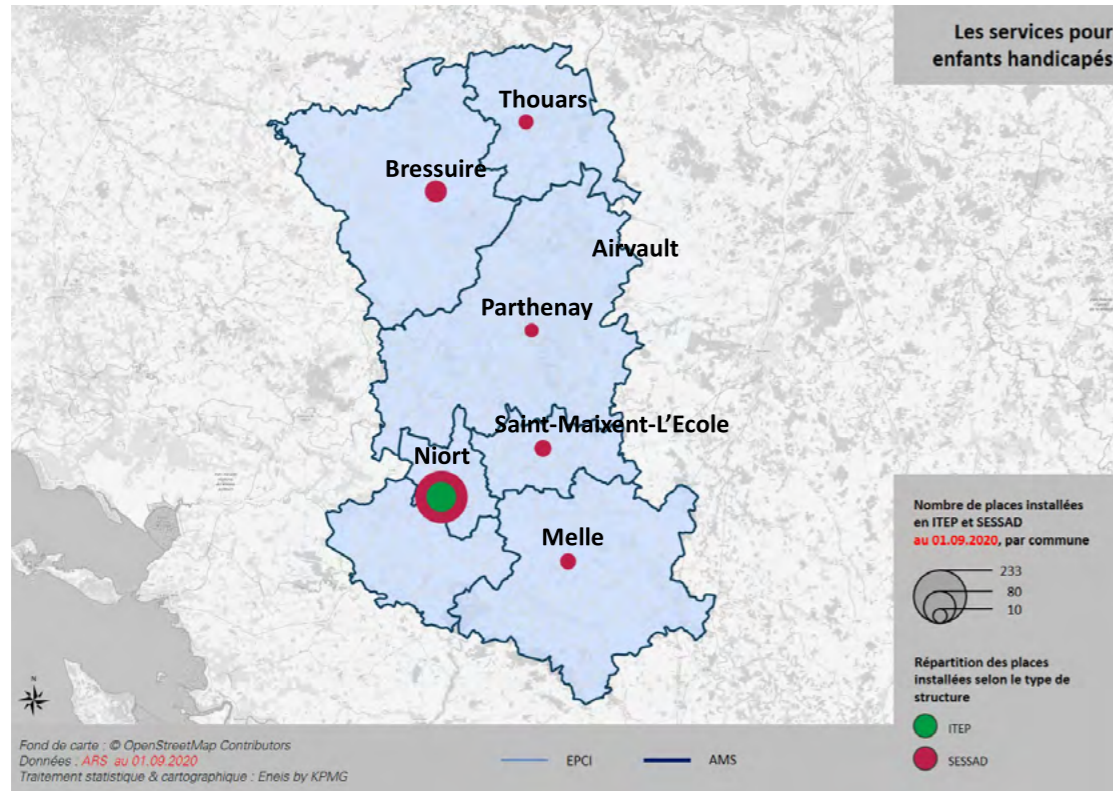 Les services pour
enfants handicapés
Thouars
Bressuire
Airvault
Parthenay
Saint-Maixent-L'Ecole
Niort
Melle
Nombre de places installées
en ITEP et SESSAD
au 01.09.2020, par commune
233
80
10
Répartition des places
installées selon le type de
structure
ITEP
SESSAD
N
Fond de carte : © OpenStreetMap Contributors
Données : ARS au 01.09.2020
Traitement statistique & cartographique : Eneis by KPMG
EPCI
AMS